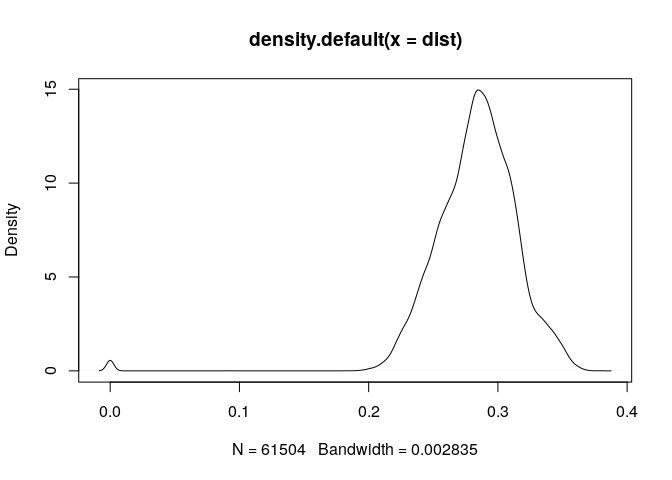 density.default(x = dist)
Density
15
10
5
0
0.0 0.1 0.2 0.3 0.4
N = 61504 Bandwidth = 0.002835